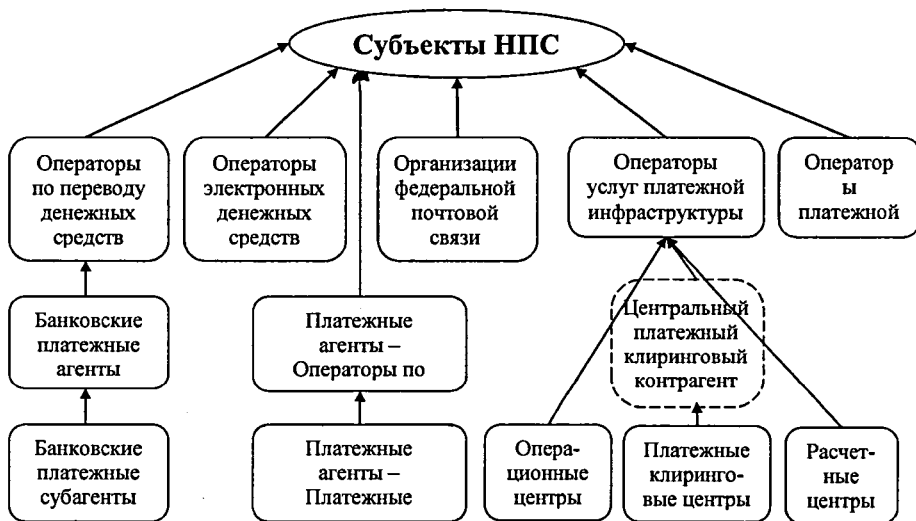 Субъекты НПС
Операторы
по переводу
денежных
средств
Операторы
электронных
денежных
средств
Организации
федеральной
почтовой
связи
Операторы
услуг платежной
инфраструктуры
Оператор
ы
платежной
Банковские
платежные
агенты
Платежные
агенты –
Операторы по
Центральный
платежный
клиринговый
контрагент
Банковские
платежные
субагенты
Платежные
агенты –
Платежные
Опера-
ционные
центры
Платежные
клиринго-
вые центры
Расчет-
ные
центры